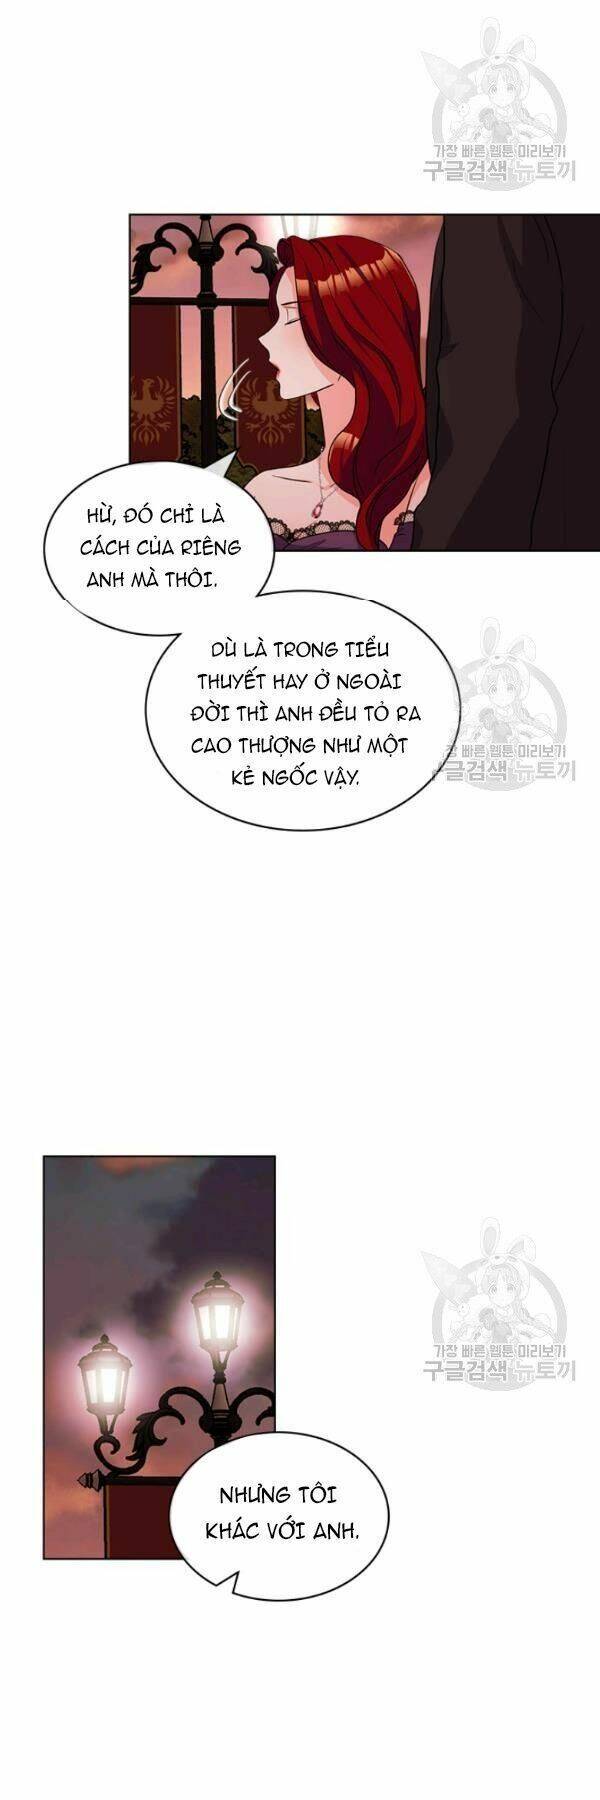 가장 빠른 웹툰 미리보기
구글검색 뉴토끼
HỪ, ĐÓ CHỈ LÀ
CÁCH CỦA RIÊNG
ANH MÀ THÔI.
DÙ LÀ TRONG TIỂU
THUYẾT HAY Ở NGOÀI
ĐỜI THÌ ANH ĐỀU TỎ RA
CAO THƯỢNG NHƯ MỘT
KẺ NGỐC VẬY.
가장 빠른 웹툰 미리보기
구글검색 뉴토끼
가장 빠른 웹툰 미리보기
구글검색 뉴토끼
NHƯNG TÔI
KHÁC VỚI ANH.